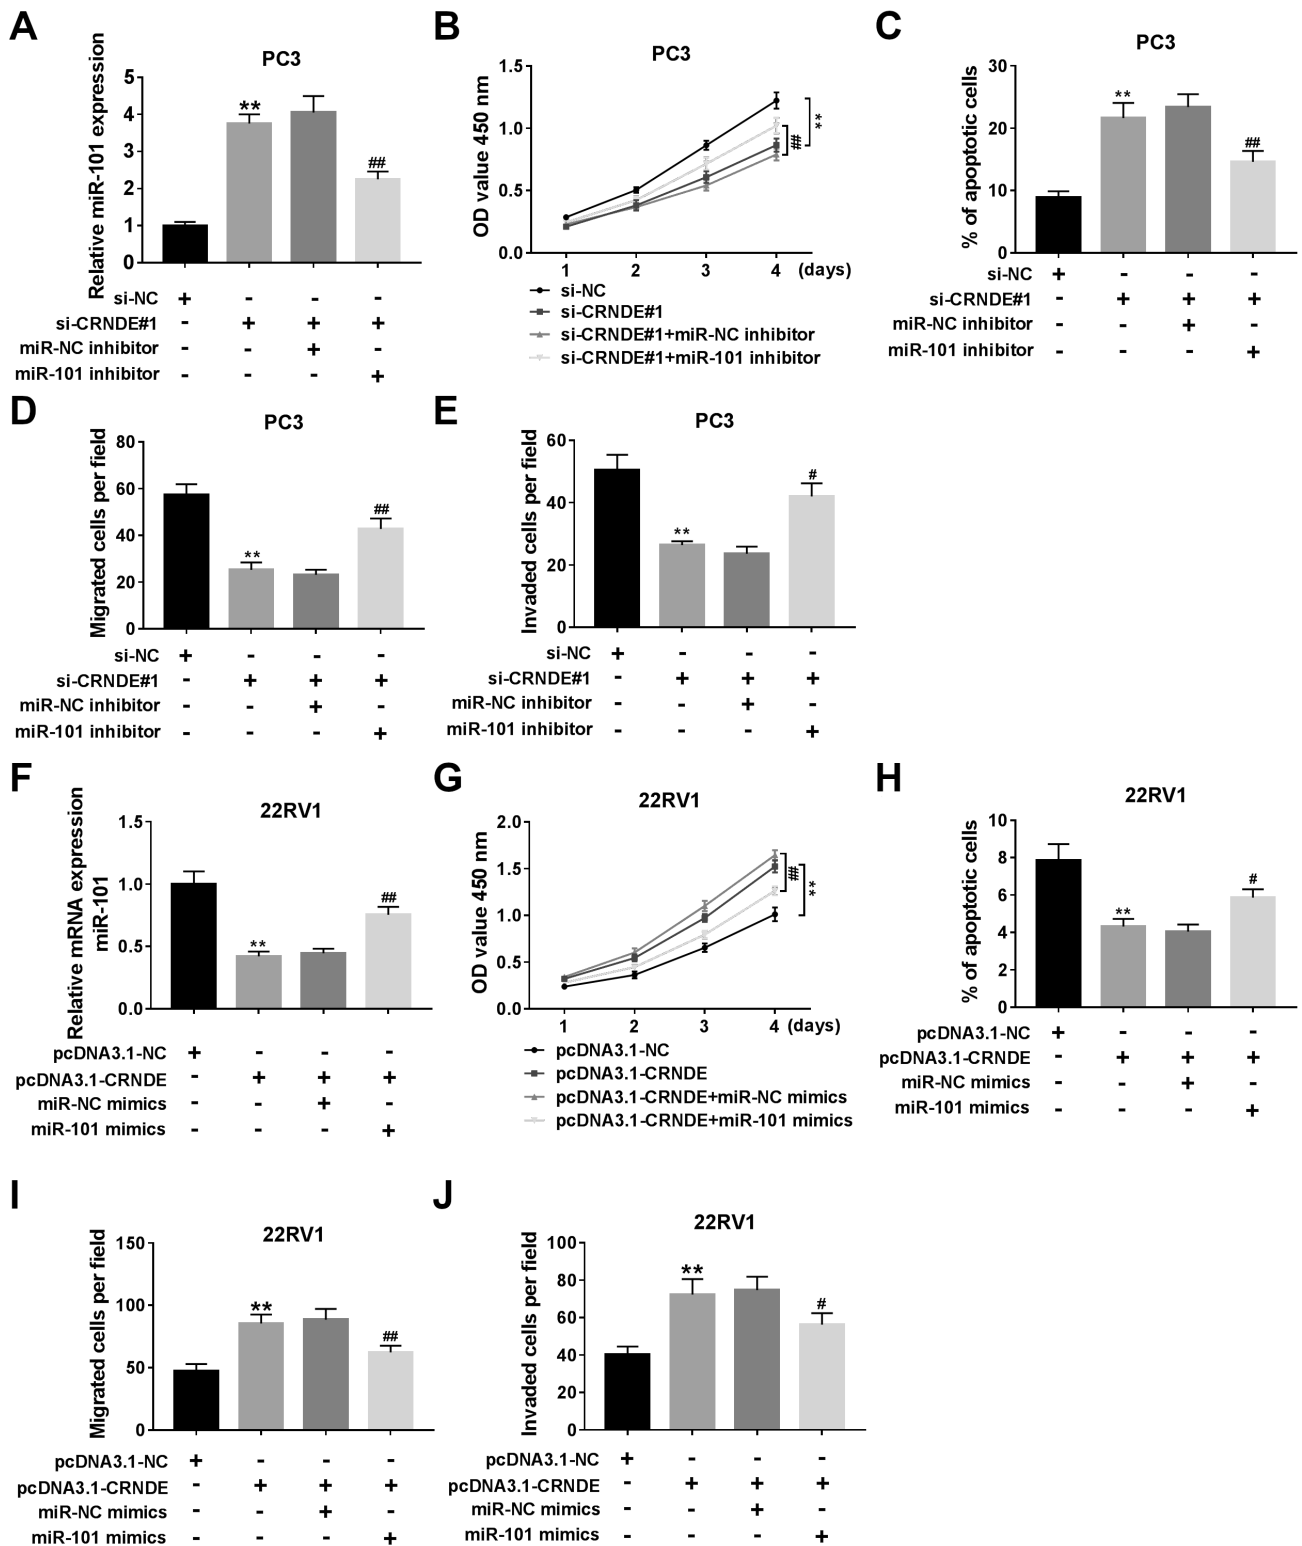 A
PC3
Relative miR-101 expression
5
4
3
2
1
0
**
##
si-NC + - - -
si-CRNDE#1 - + + +
miR-NC inhibitor - - + -
miR-101 inhibitor - - - +
B
PC3
OD value 450 nm
1.5
1.0
0.5
0.0
##
**
1 2 3 4 (days)
si-NC
si-CRNDE#1
si-CRNDE#1+miR-NC inhibitor
si-CRNDE#1+miR-101 inhibitor
C
PC3
% of apoptotic cells
30
20
10
0
**
##
si-NC + - - -
si-CRNDE#1 - + + +
miR-NC inhibitor - - + -
miR-101 inhibitor - - - +
D
PC3
Migrated cells per field
80
60
40
20
0
**
##
si-NC + - - -
si-CRNDE#1 - + + +
miR-NC inhibitor - - + -
miR-101 inhibitor - - - +
E
PC3
Invaded cells per field
60
40
20
0
**
#
si-NC + - - -
si-CRNDE#1 - + + +
miR-NC inhibitor - - + -
miR-101 inhibitor - - - +
F
22RV1
Relative mRNA expression
miR-101
1.5
1.0
0.5
0.0
**
##
pcDNA3.1-NC + - - -
pcDNA3.1-CRNDE - + + +
miR-NC mimics - - + -
miR-101 mimics - - - +
G
22RV1
OD value 450 nm
2.0
1.5
1.0
0.5
0.0
##
**
1 2 3 4 (days)
pcDNA3.1-NC
pcDNA3.1-CRNDE
pcDNA3.1-CRNDE+miR-NC mimics
pcDNA3.1-CRNDE+miR-101 mimics
H
22RV1
% of apoptotic cells
10
8
6
4
2
0
**
#
pcDNA3.1-NC + - - -
pcDNA3.1-CRNDE - + + +
miR-NC mimics - - + -
miR-101 mimics - - - +
I
22RV1
Migrated cells per field
150
100
50
0
**
##
pcDNA3.1-NC + - - -
pcDNA3.1-CRNDE - + + +
miR-NC mimics - - + -
miR-101 mimics - - - +
J
22RV1
Invaded cells per field
100
80
60
40
20
0
**
#
pcDNA3.1-NC + - - -
pcDNA3.1-CRNDE - + + +
miR-NC mimics - - + -
miR-101 mimics - - - +